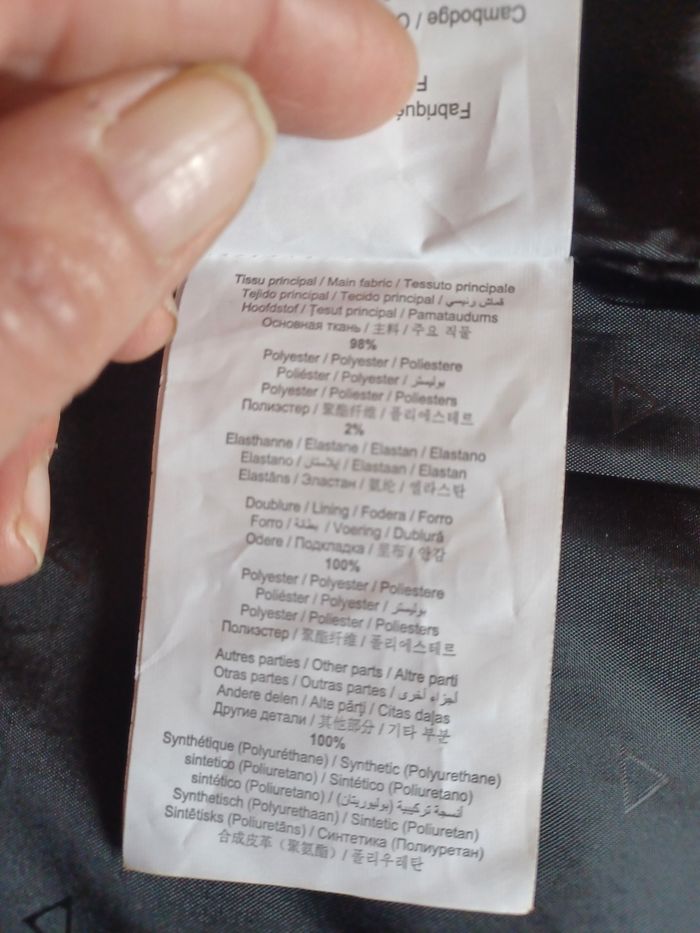 Cambodge /
Fabriqué
Tissu principal / Main fabric / Tessuto principale
Tejido principal / Tecido principal / قماش رئيسي
Hoofdstof / Țesut principal / Pamataudums
Основная ткань / 主料 / 주요 직물
98%
Polyester / Polyester / Poliestere
Poliéster / Polyester / بوليستر
Polyester / Poliester / Poliesters
Полиэстер / 聚酯纤维 / 폴리에스테르
2%
Elasthanne / Elastane / Elastan / Elastano
Elastano / إيلاستان / Elastaan / Elastan
Elastāns / Эластан / 氨纶 / 엘라스탄
Doublure / Lining / Fodera / Forro
Forro / بطانة / Voering / Dublură
Odere / Подкладка / 里布 / 안감
100%
Polyester / Polyester / Poliestere
Poliéster / Polyester / بوليستر
Polyester / Poliester / Poliesters
Полиэстер / 聚酯纤维 / 폴리에스테르
Autres parties / Other parts / Altre parti
Otras partes / Outras partes / أجزاء أخرى
Andere delen / Alte părți / Citas daļas
Другие детали / 其他部分 / 기타 부분
100%
Synthétique (Polyuréthane) / Synthetic (Polyurethane)
sintetico (Poliuretano) / Sintético (Poliuretano)
sintético (Poliuretano) / أنسجة تركيبية (بوليوريتان)
Synthetisch (Polyurethaan) / Sintetic (Poliuretan)
Sintētisks (Poliuretāns) / Синтетика (Полиуретан)
合成皮革（聚氨酯）/ 폴리우레탄